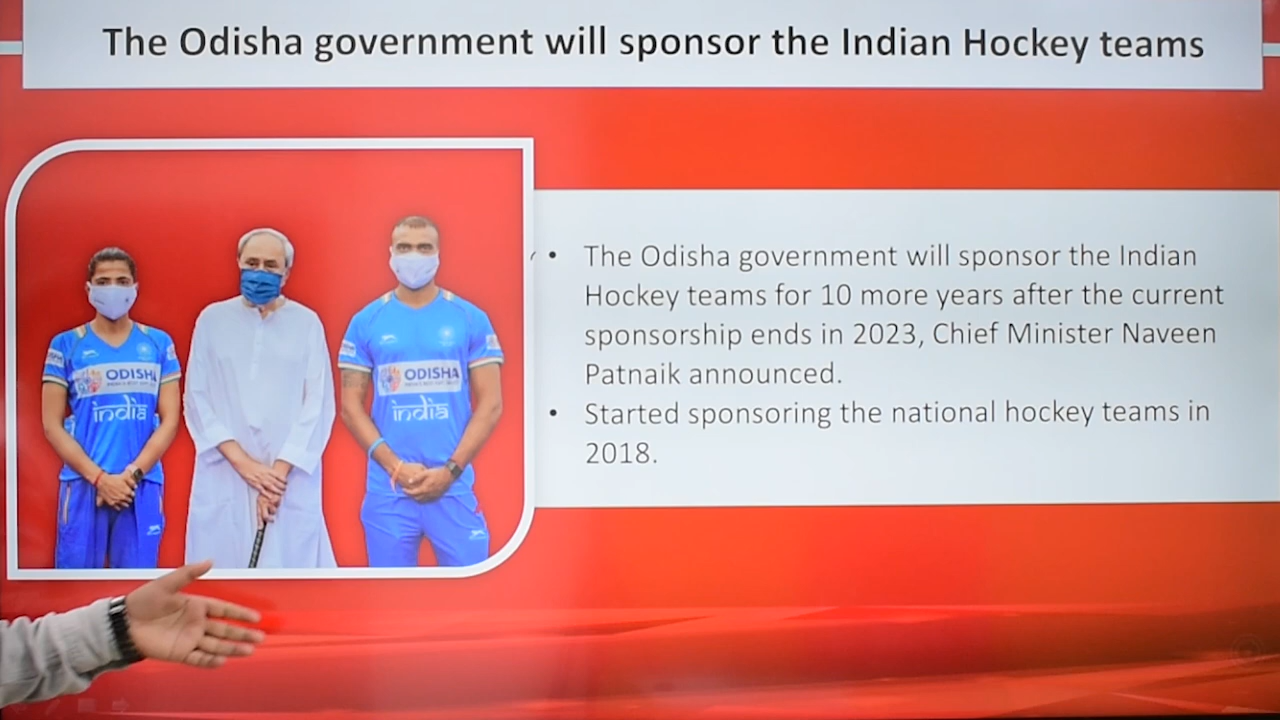 The Odisha government will sponsor the Indian Hockey teams
• The Odisha government will sponsor the Indian
Hockey teams for 10 more years after the current
sponsorship ends in 2023, Chief Minister Naveen
Patnaik announced.
• Started sponsoring the national hockey teams in
2018.
ODISHA
india
ODISHA
india